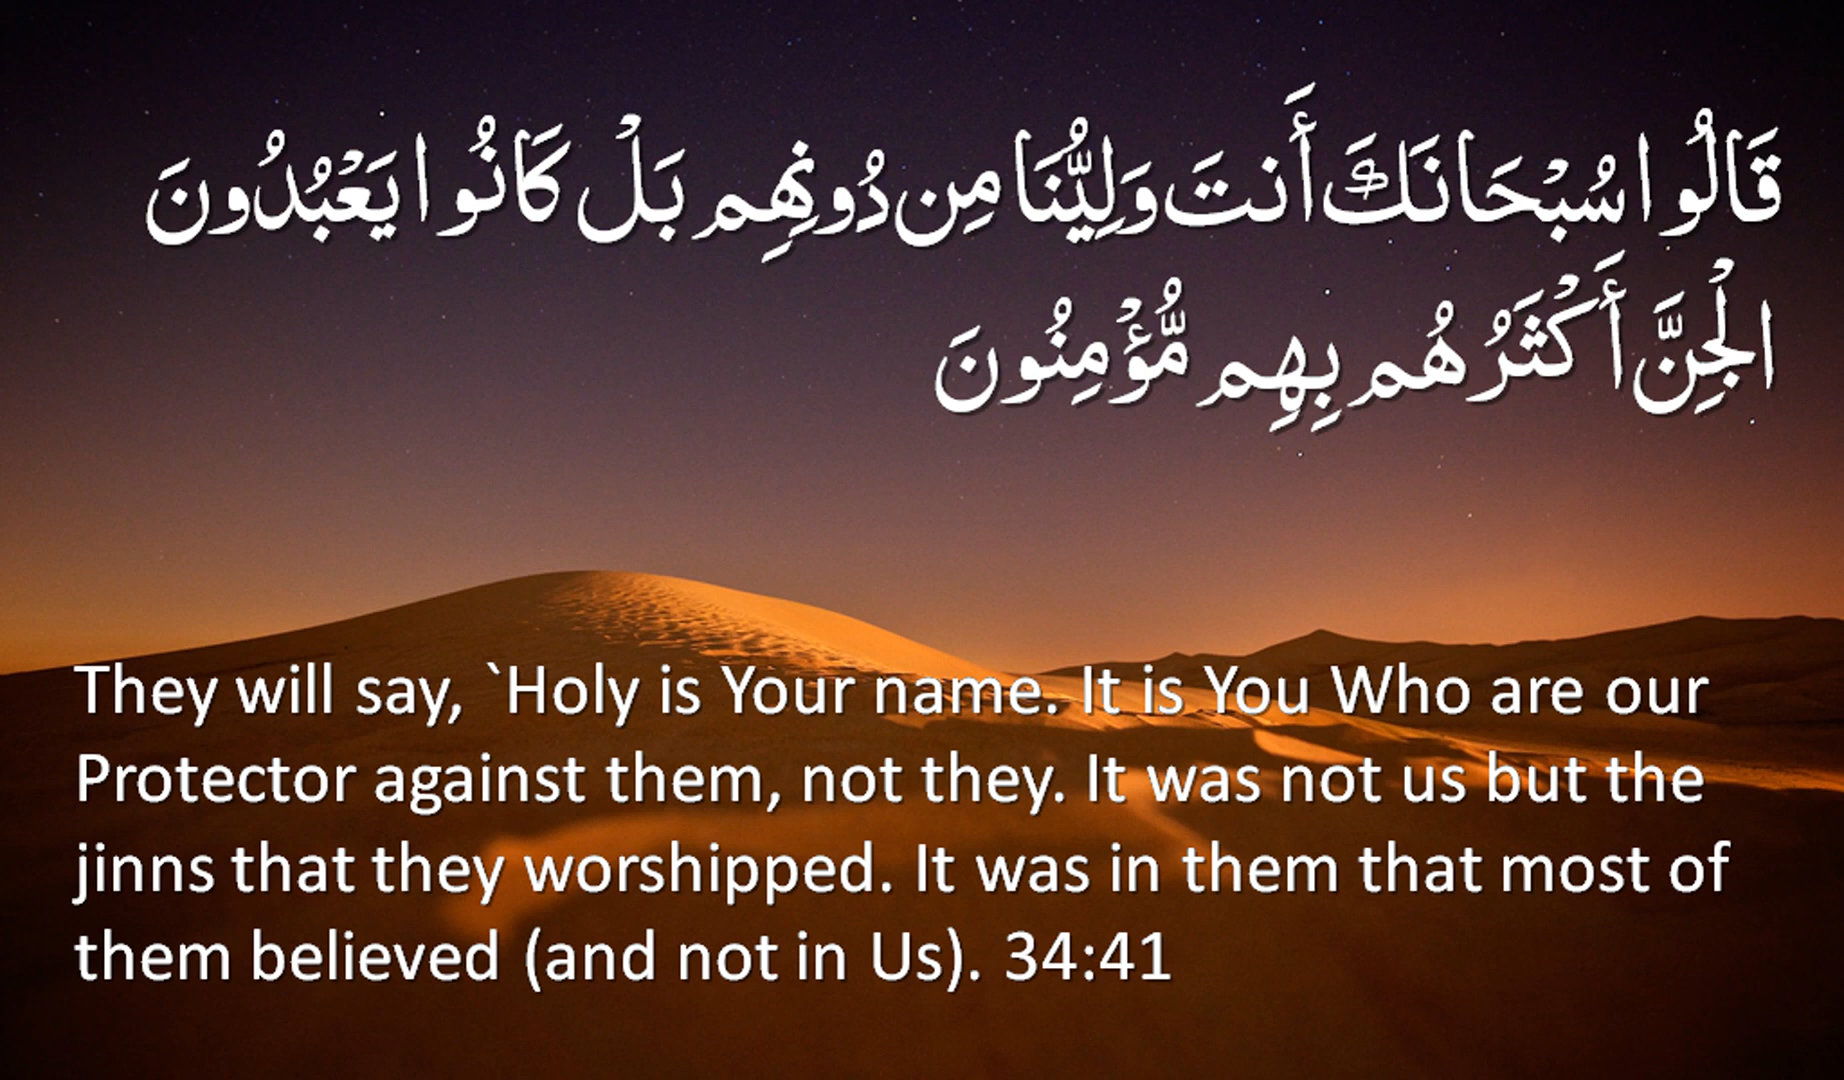 قَالُوا سُبْحَانَكَ أَنتَ وَلِيُّنَا مِن دُونِهِم بَلْ كَانُوا يَعْبُدُونَ
الْجِنَّ أَكْثَرُهُم بِهِم مُّؤْمِنُونَ
They will say, `Holy is Your name. It is You Who are our
Protector against them, not they. It was not us but the
jinns that they worshipped. It was in them that most of
them believed (and not in Us). 34:41